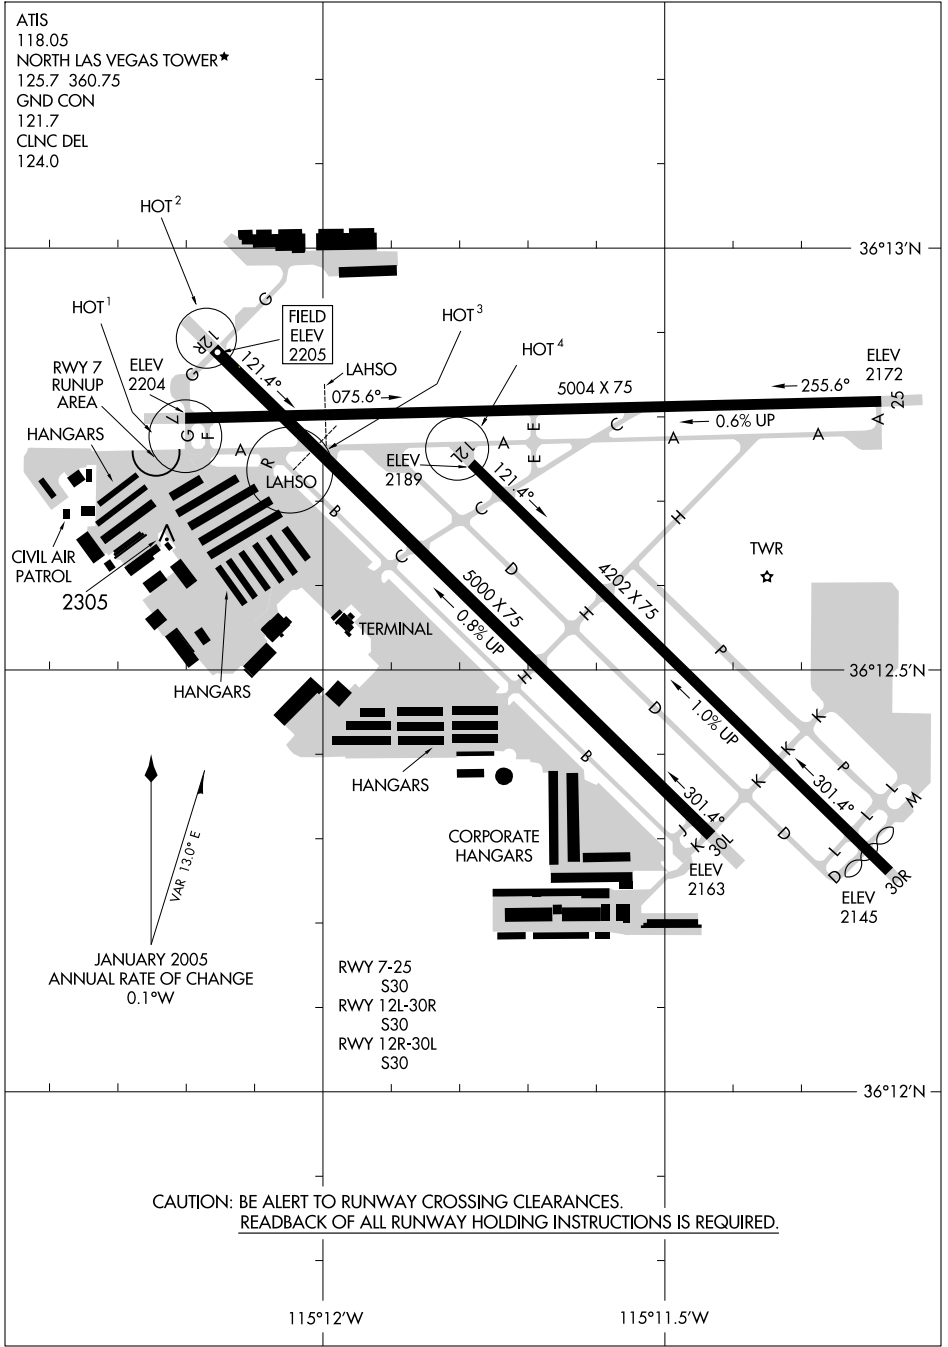 ATIS
118.05
NORTH LAS VEGAS TOWER★
125.7 360.75
GND CON
121.7
CLNC DEL
124.0
HOT 2
36°13'N
G
HOT 1
FIELD
ELEV
2205
HOT 3
12R
HOT 4
RWY 7
RUNUP
AREA
ELEV
2204
G
121.4°
LAHSO
ELEV
2172
075.6°
5004 X 75
255.6°
25
7
0.6% UP
HANGARS
G
F
A
R
LAHSO
ELEV
2189
12L
A
E
E
C
A
A
A
121.4°
B
C
H
CIVIL AIR
PATROL
C
D
TWR
2305
5000 X 75
4202 X 75
0.8% UP
H
TERMINAL
P
HANGARS
H
36°12.5'N
D
1.0% UP
K
K
B
P
HANGARS
K
L
M
301.4°
301.4°
L
VAR 13.0° E
CORPORATE
HANGARS
K
30L
D
L
D
ELEV
2163
30R
ELEV
2145
JANUARY 2005
ANNUAL RATE OF CHANGE
0.1°W
RWY 7-25
S30
RWY 12L-30R
S30
RWY 12R-30L
S30
36°12'N
CAUTION: BE ALERT TO RUNWAY CROSSING CLEARANCES.
READBACK OF ALL RUNWAY HOLDING INSTRUCTIONS IS REQUIRED.
115°12'W
115°11.5'W